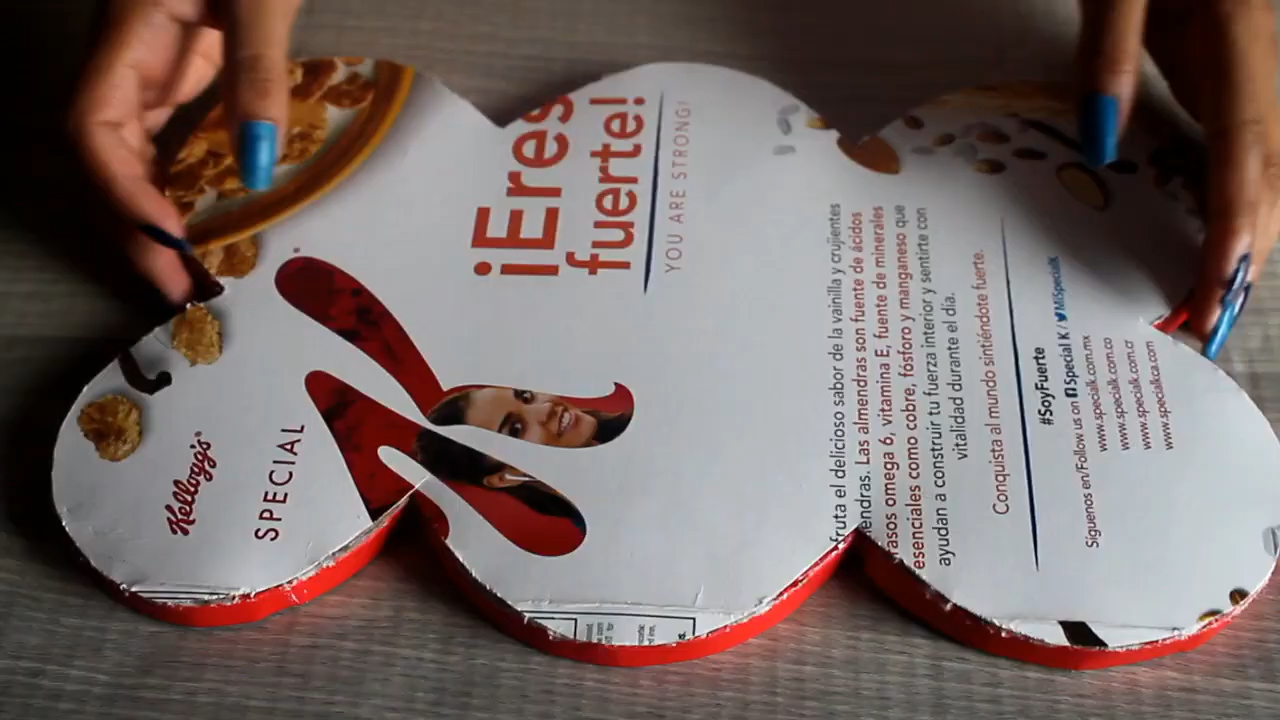 Kellogg's®
SPECIAL
¡Eres
fuerte!
YOU ARE STRONG!
fruta el delicioso sabor de la vainilla y crujientes
endras. Las almendras son fuente de ácidos
rasos omega 6, vitamina E, fuente de minerales
esenciales como cobre, fósforo y manganeso que
ayudan a construir tu fuerza interior y sentirte con
vitalidad durante el día.
Conquista al mundo sintiéndote fuerte.
#SoyFuerte
Síguenos en/Follow us on Special K / MiSpecialK
www.specialk.com.mx
www.specialk.com.co
www.specialk.com.cr
www.specialkca.com